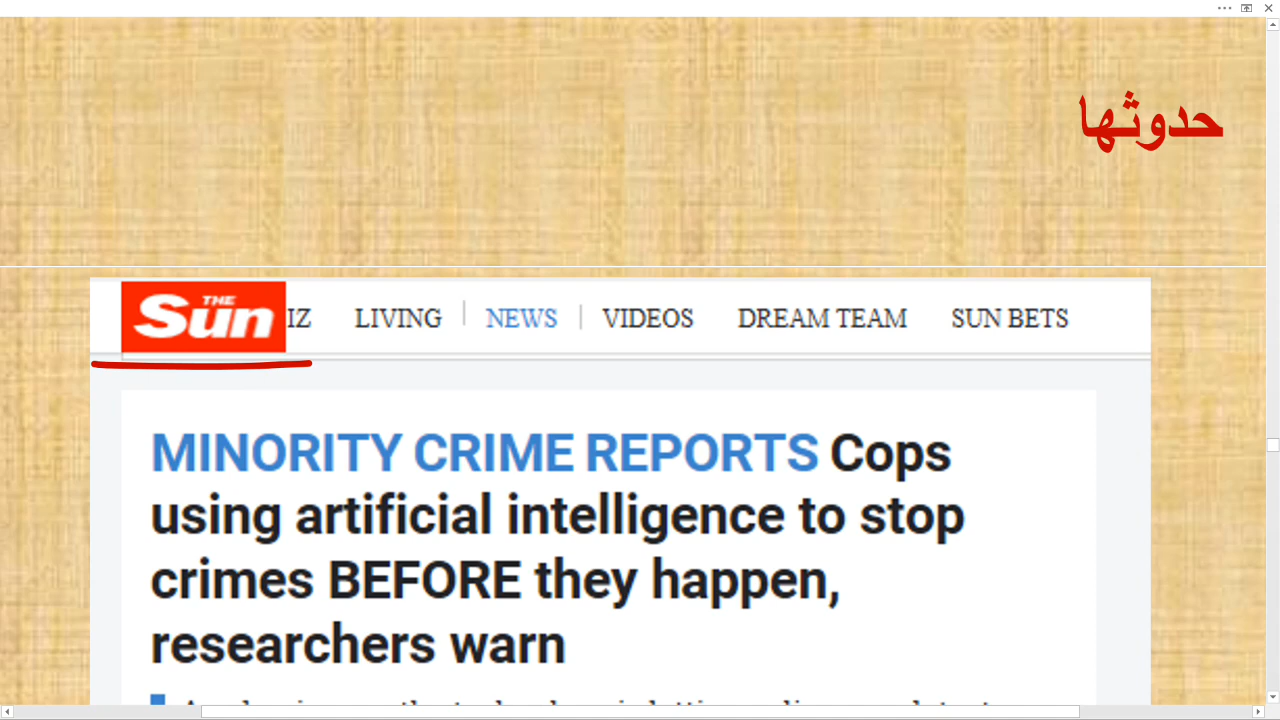 حدوثها
THE
Sun
IZ LIVING NEWS VIDEOS DREAM TEAM SUN BETS
MINORITY CRIME REPORTS Cops
using artificial intelligence to stop
crimes BEFORE they happen,
researchers warn